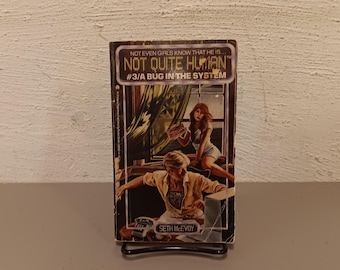 NOT EVEN GIRLS KNOW THAT HE IS...
NOT QUITE HUMAN
#3/A BUG IN THE SYSTEM
SETH McEVOY